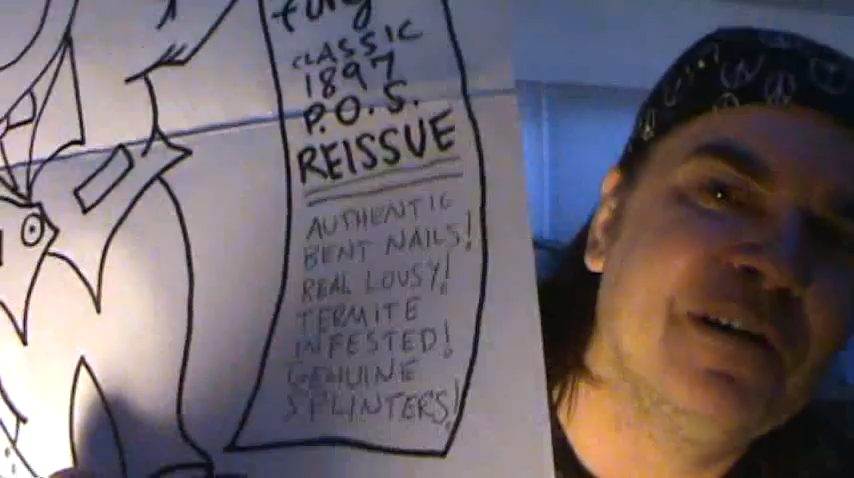 CLASSIC
1897
P.O.S.
REISSUE
AUTHENTIC
BENT NAILS!
REAL LOUSY!
TERMITE
INFESTED!
GENUINE
SPLINTERS!